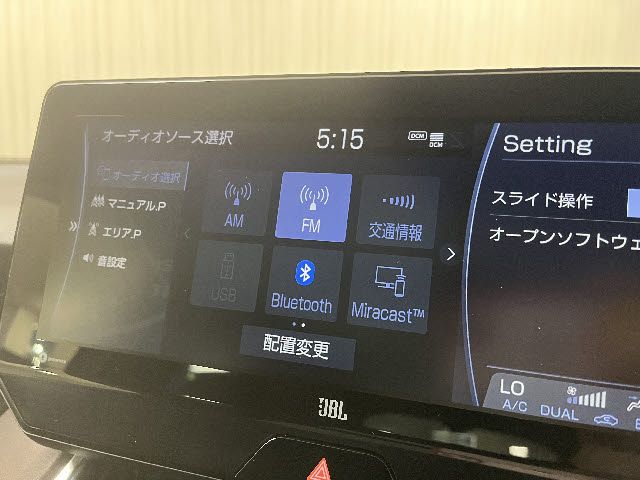 オーディオソース選択
5:15
DCM
DCM
オーディオ選択
マニュアル.P
エリア.P
音設定
AM
FM
交通情報
USB
Bluetooth
Miracast™
配置変更
Setting
スライド操作
オープンソフトウェ
LO
A/C
DUAL
JBL